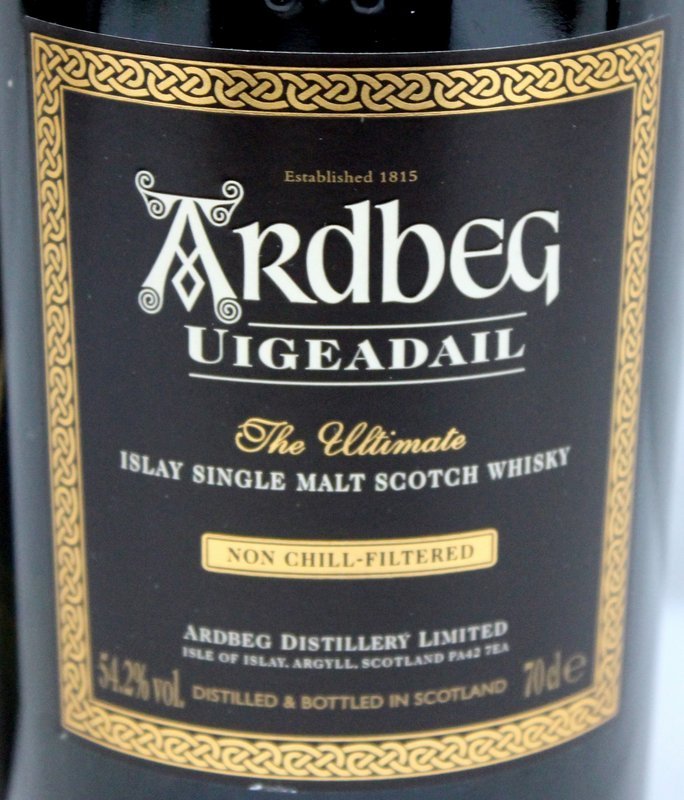 Established 1815
ARDBEG
UIGEADAIL
The Ultimate
ISLAY SINGLE MALT SCOTCH WHISKY
NON CHILL-FILTERED
ARDBEG DISTILLERY LIMITED
ISLE OF ISLAY, ARGYLL, SCOTLAND PA42 7EA
54.2% vol. DISTILLED & BOTTLED IN SCOTLAND 70cl e